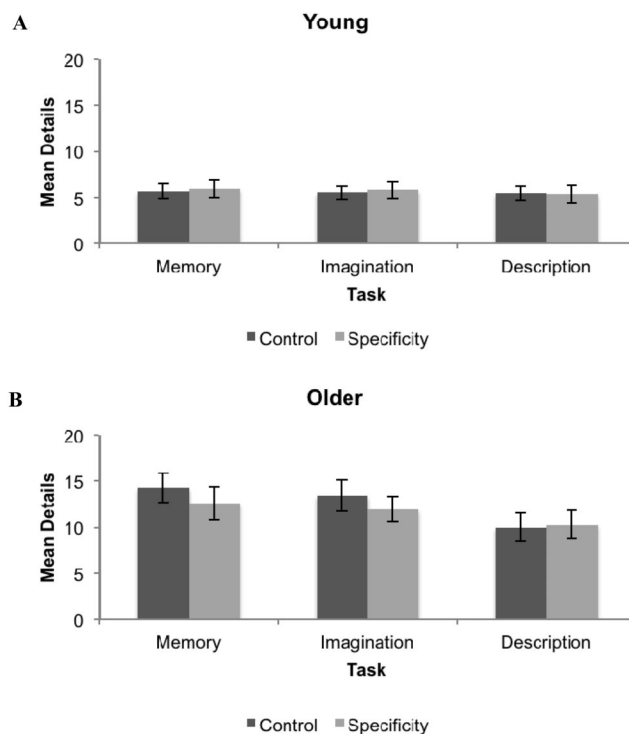 A
Young
20
15
10
5
0
Mean Details
Memory Imagination Description
Task
Control Specificity
B
Older
20
15
10
5
0
Mean Details
Memory Imagination Description
Task
Control Specificity